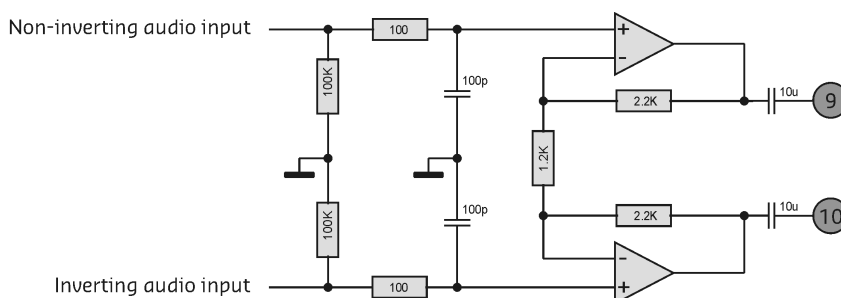 Non-inverting audio input
100
+
-
100K
100p
2.2K
10u
9
1.2K
100K
100p
2.2K
10u
10
-
+
Inverting audio input
100